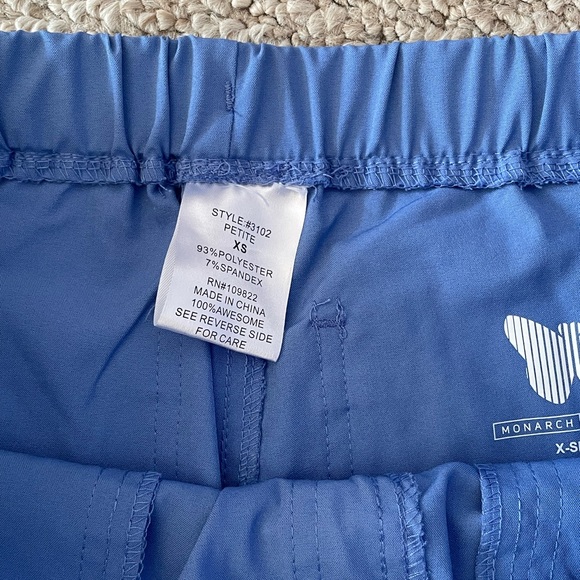 STYLE:#3102
PETITE
XS
93%POLYESTER
7%SPANDEX
RN#109822
MADE IN CHINA
100%AWESOME
SEE REVERSE SIDE
FOR CARE
MONARCH